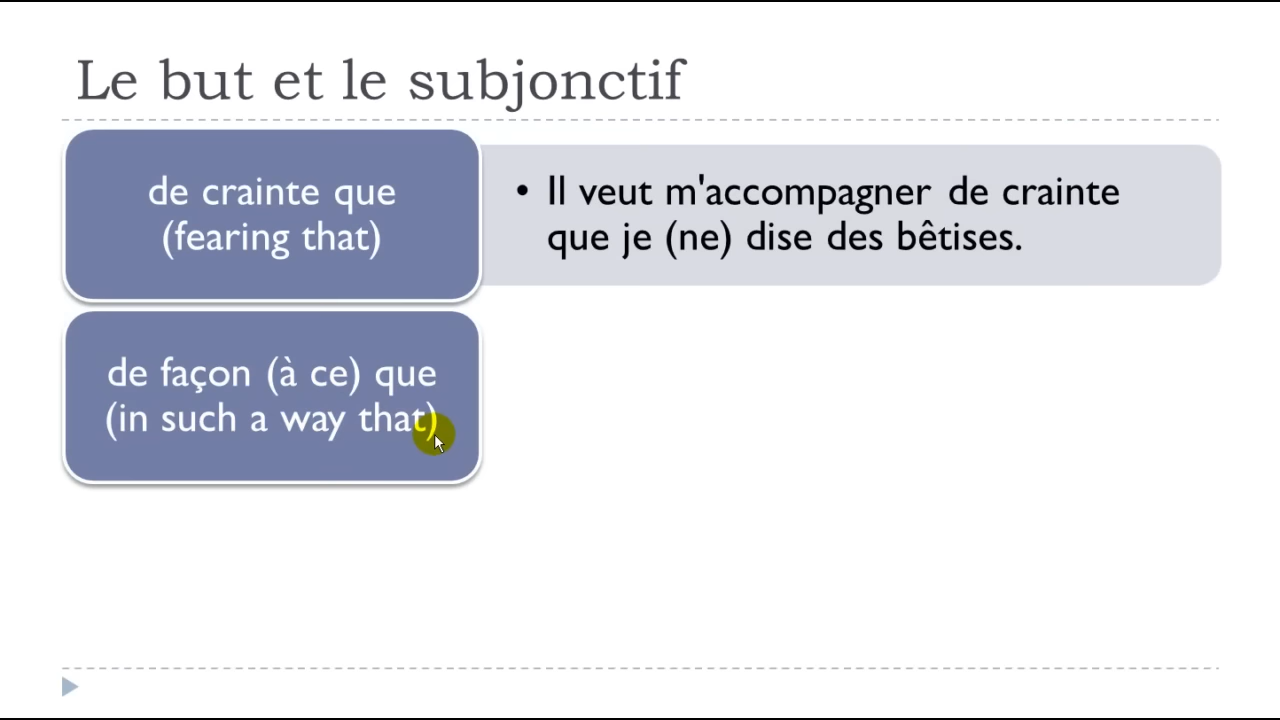 Le but et le subjonctif
de crainte que
(fearing that)
• Il veut m'accompagner de crainte
que je (ne) dise des bêtises.
de façon (à ce) que
(in such a way that)